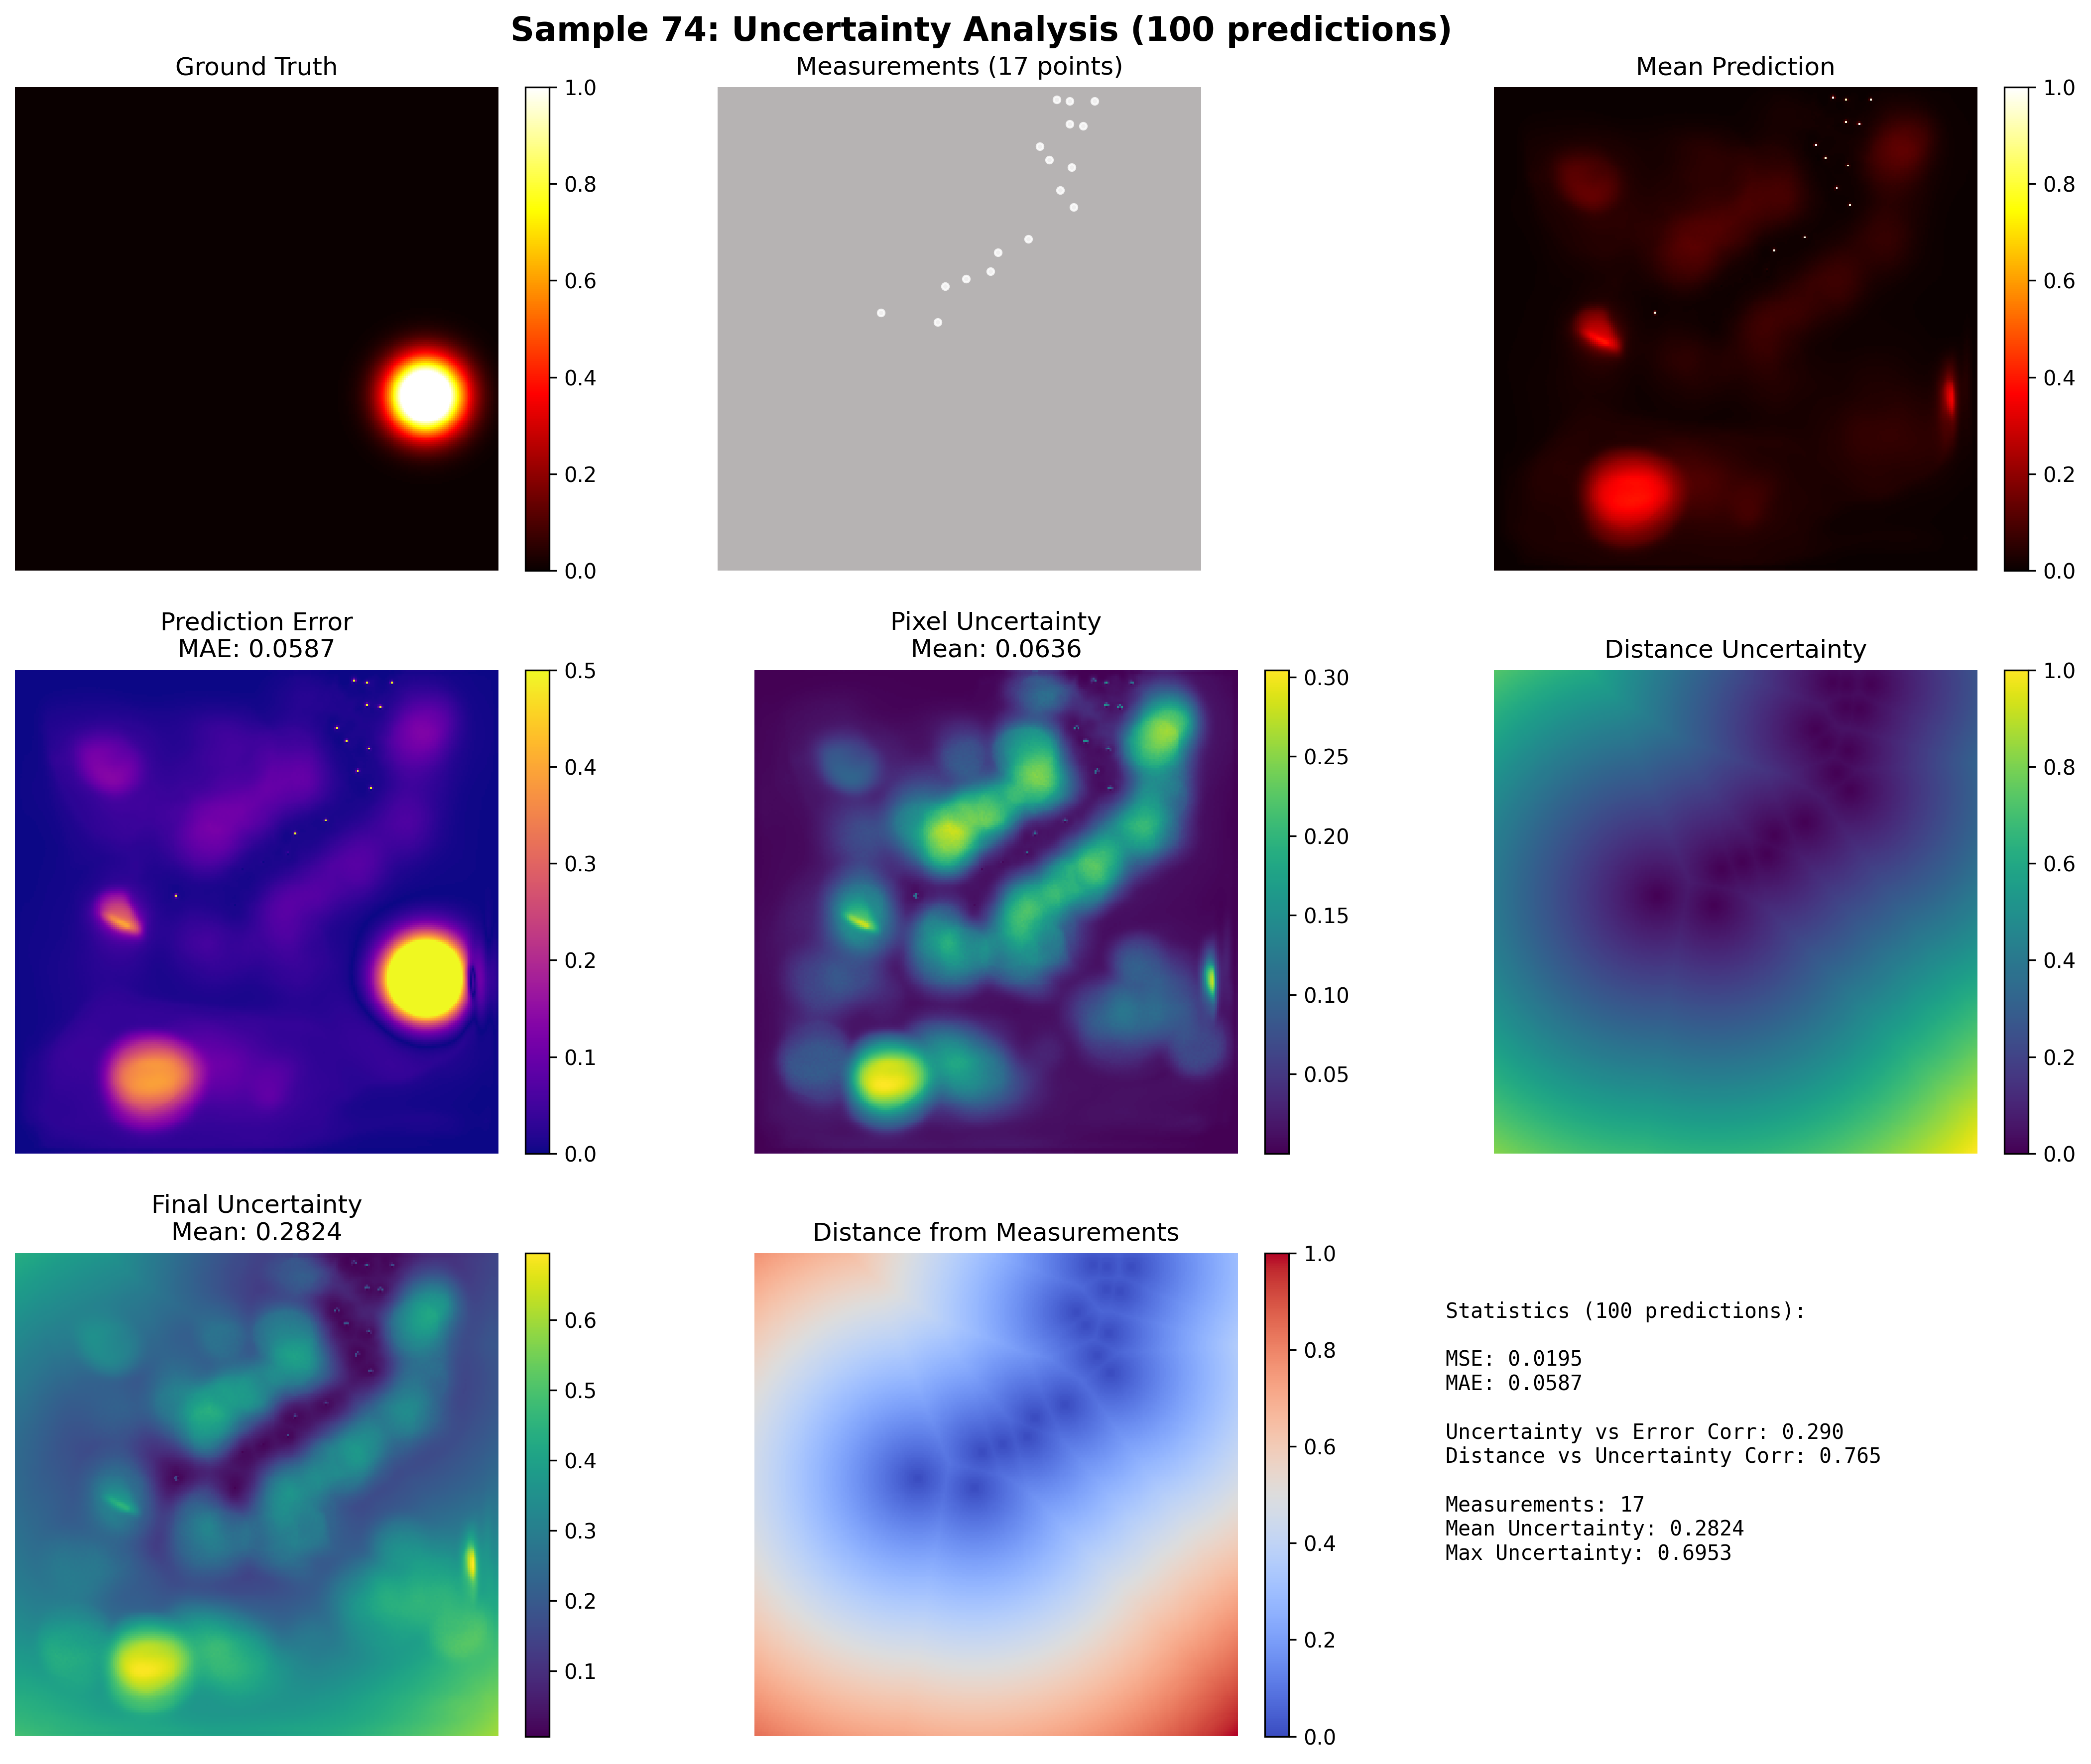 Sample 74: Uncertainty Analysis (100 predictions)
Ground Truth
1.0
0.8
0.6
0.4
0.2
0.0
Measurements (17 points)
Mean Prediction
1.0
0.8
0.6
0.4
0.2
0.0
Prediction Error
MAE: 0.0587
0.5
0.4
0.3
0.2
0.1
0.0
Pixel Uncertainty
Mean: 0.0636
0.30
0.25
0.20
0.15
0.10
0.05
Distance Uncertainty
1.0
0.8
0.6
0.4
0.2
0.0
Final Uncertainty
Mean: 0.2824
0.6
0.5
0.4
0.3
0.2
0.1
Distance from Measurements
1.0
0.8
0.6
0.4
0.2
0.0
Statistics (100 predictions):
MSE: 0.0195
MAE: 0.0587
Uncertainty vs Error Corr: 0.290
Distance vs Uncertainty Corr: 0.765
Measurements: 17
Mean Uncertainty: 0.2824
Max Uncertainty: 0.6953